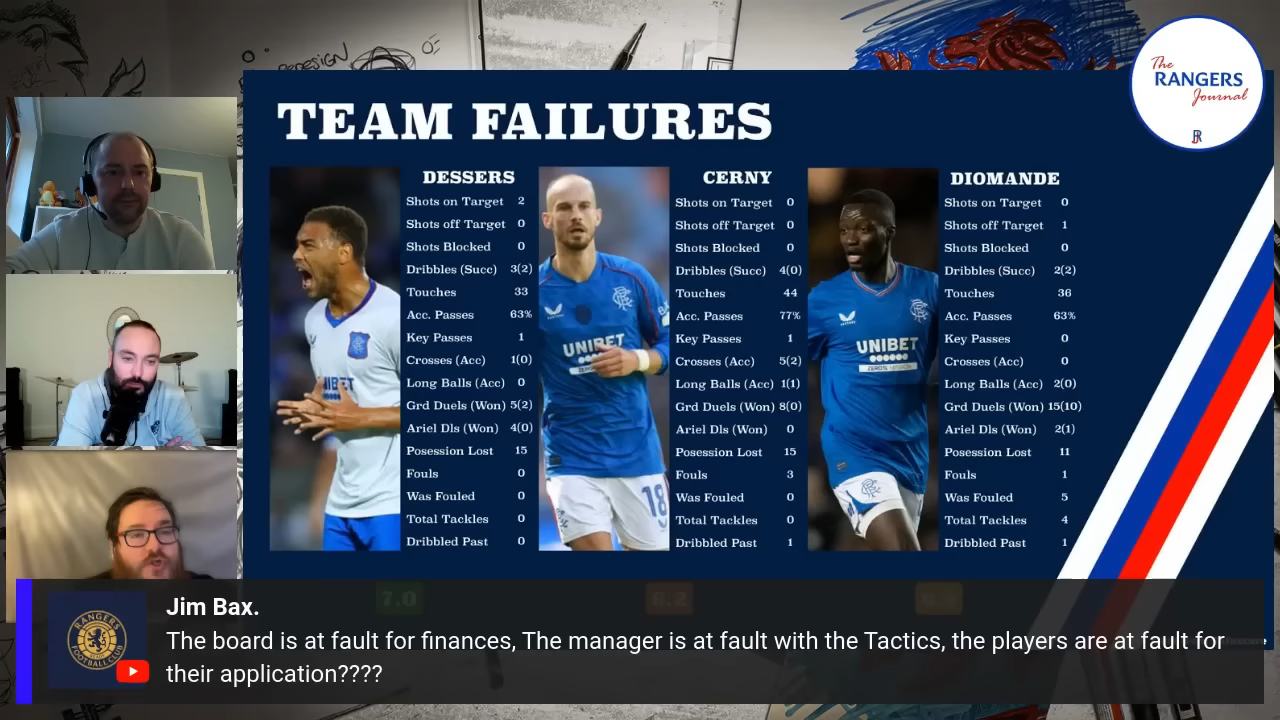 REDESIGN
The
RANGERS
Journal
TEAM FAILURES
DESSERS
Shots on Target 2
Shots off Target 0
Shots Blocked 0
Dribbles (Succ) 3(2)
Touches 33
Acc. Passes 63%
Key Passes 1
Crosses (Acc) 1(0)
Long Balls (Acc) 0
Grd Duels (Won) 5(2)
Ariel Dls (Won) 4(0)
Posession Lost 15
Fouls 0
Was Fouled 0
Total Tackles 0
Dribbled Past 0
CERNY
Shots on Target 0
Shots off Target 0
Shots Blocked 0
Dribbles (Succ) 4(0)
Touches 44
Acc. Passes 77%
Key Passes 1
Crosses (Acc) 5(2)
Long Balls (Acc) 1(1)
Grd Duels (Won) 8(0)
Ariel Dls (Won) 0
Posession Lost 15
Fouls 3
Was Fouled 0
Total Tackles 0
Dribbled Past 1
DIOMANDE
Shots on Target 0
Shots off Target 1
Shots Blocked 0
Dribbles (Succ) 2(2)
Touches 36
Acc. Passes 63%
Key Passes 0
Crosses (Acc) 0
Long Balls (Acc) 2(0)
Grd Duels (Won) 15(10)
Ariel Dls (Won) 2(1)
Posession Lost 11
Fouls 1
Was Fouled 5
Total Tackles 4
Dribbled Past 1
UNIBET
18
UNIBET
7.0
6.2
RANGERS
FOOTBALL CLUB
Jim Bax.
The board is at fault for finances, The manager is at fault with the Tactics, the players are at fault for
their application????